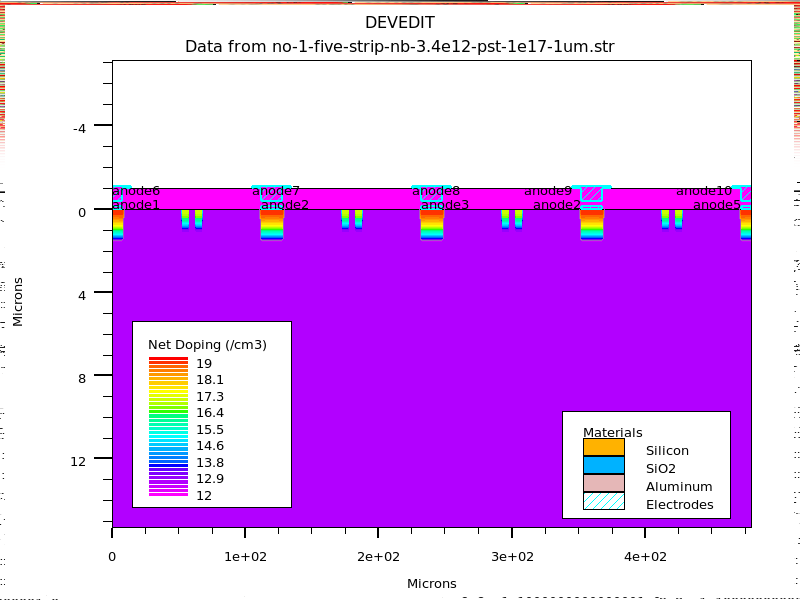 DEVEDIT
Data from no-1-five-strip-nb-3.4e12-pst-1e17-1um.str
-4
anode6 anode7 anode8 anode9 anode10
anode1 anode2 anode3 anode2 anode5
0
4
8
12
Microns
Net Doping (/cm3)
19
18.1
17.3
16.4
15.5
14.6
13.8
12.9
12
Materials
Silicon
SiO2
Aluminum
Electrodes
0 1e+02 2e+02 3e+02 4e+02
Microns